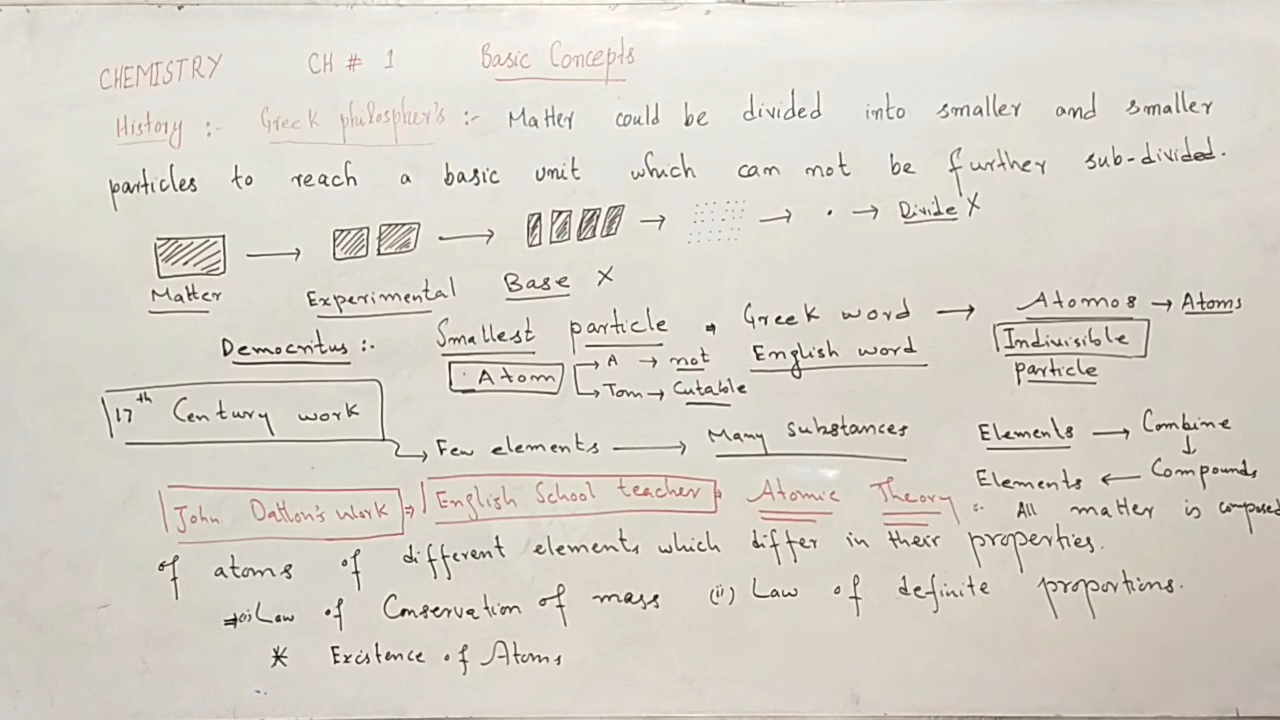 CHEMISTRY CH # 1 Basic Concepts
History :- Greek philospher's :- Matter could be divided into smaller and smaller
particles to reach a basic unit which can not be further sub-divided.
→ → → → · → Divide X
Matter Experimental Base X
Democritus :. Smallest particle Greek word → Atomos → Atoms
Atom A → not English word Indivisible
Tom → Cutable particle
17th Century work
Few elements → Many substances Elements → Combine
↓
Elements ← Compounds
John Dalton's work ⇒ English School teacher Atomic Theory :. All matter is composed
of atoms of different elements which differ in their properties.
⇒(i) Law of Conservation of mass (ii) Law of definite proportions.
* Existence of Atoms